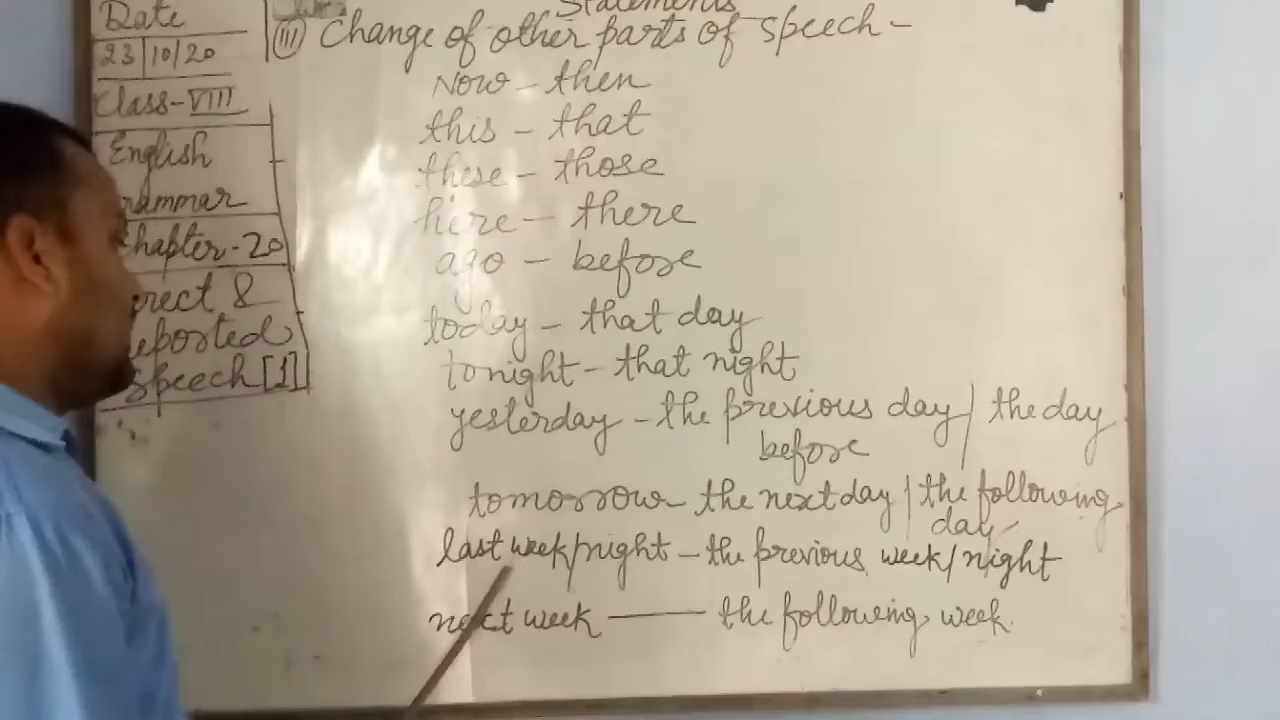 Date
23/10/20
Class-VIII
English
Grammar
Chapter-20
rect &
eported
Speech [1]
Statements
(III) Change of other parts of speech -
Now - then
this - that
these - those
here - there
ago - before
today - that day
tonight - that night
yesterday - the previous day / the day
before
tomorrow the next day / the following
day
last week/night - the previous week/night
next week — the following week.